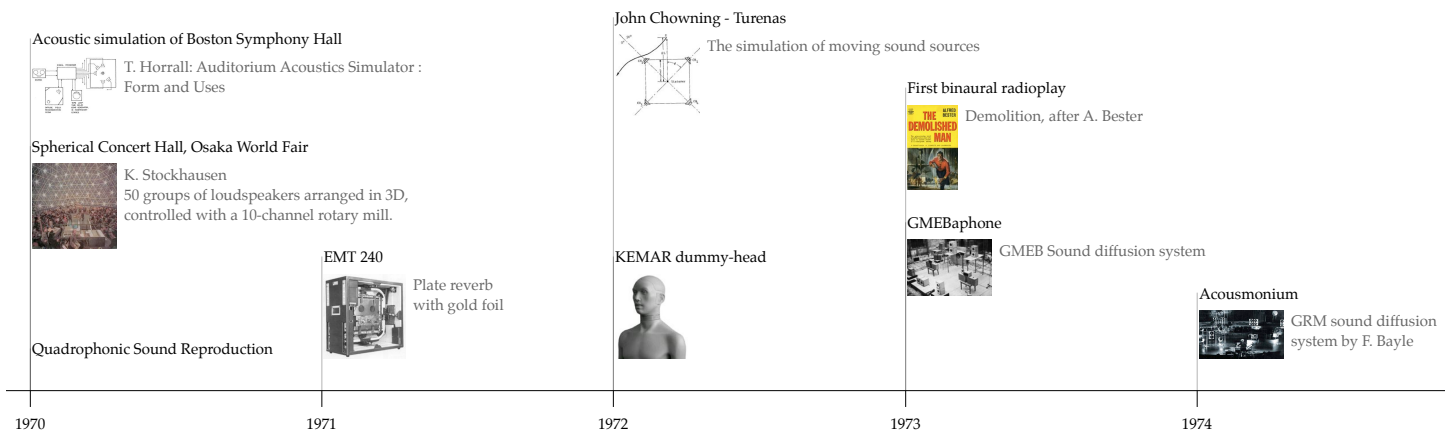 Acoustic simulation of Boston Symphony Hall
T. Horrall: Auditorium Acoustics Simulator :
Form and Uses
Spherical Concert Hall, Osaka World Fair
K. Stockhausen
50 groups of loudspeakers arranged in 3D,
controlled with a 10-channel rotary mill.
Quadrophonic Sound Reproduction
EMT 240
Plate reverb
with gold foil
John Chowning - Turenas
The simulation of moving sound sources
KEMAR dummy-head
First binaural radioplay
ALFRED
BESTER
THE
DEMOLISHED
MAN
Demolition, after A. Bester
GMEBaphone
GMEB Sound diffusion system
Acousmonium
GRM sound diffusion
system by F. Bayle
1970
1971
1972
1973
1974